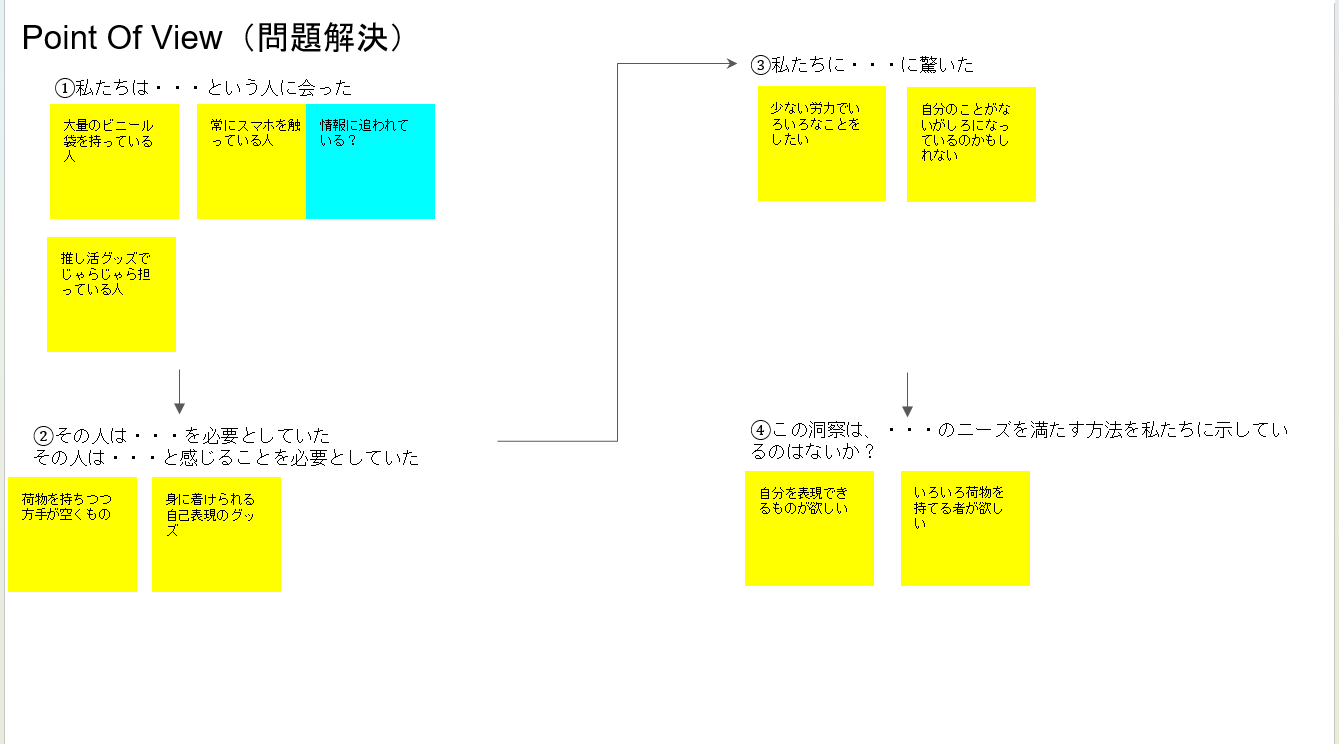 Point Of View（問題解決）
①私たちは・・・という人に会った
大量のビニール
袋を持っている
人
常にスマホを触
っている人
情報に追われて
いる？
推し活グッズで
じゃらじゃら担
っている人
②その人は・・・を必要としていた
その人は・・・と感じることを必要としていた
荷物を持ちつつ
方手が空くもの
身に着けられる
自己表現のグッ
ズ
③私たちに・・・に驚いた
少ない労力でい
ろいろなことを
したい
自分のことがな
いがしろになっ
ているのかもし
れない
④この洞察は、・・・のニーズを満たす方法を私たちに示してい
るのはないか？
自分を表現でき
るものが欲しい
いろいろ荷物を
持てる者が欲し
い